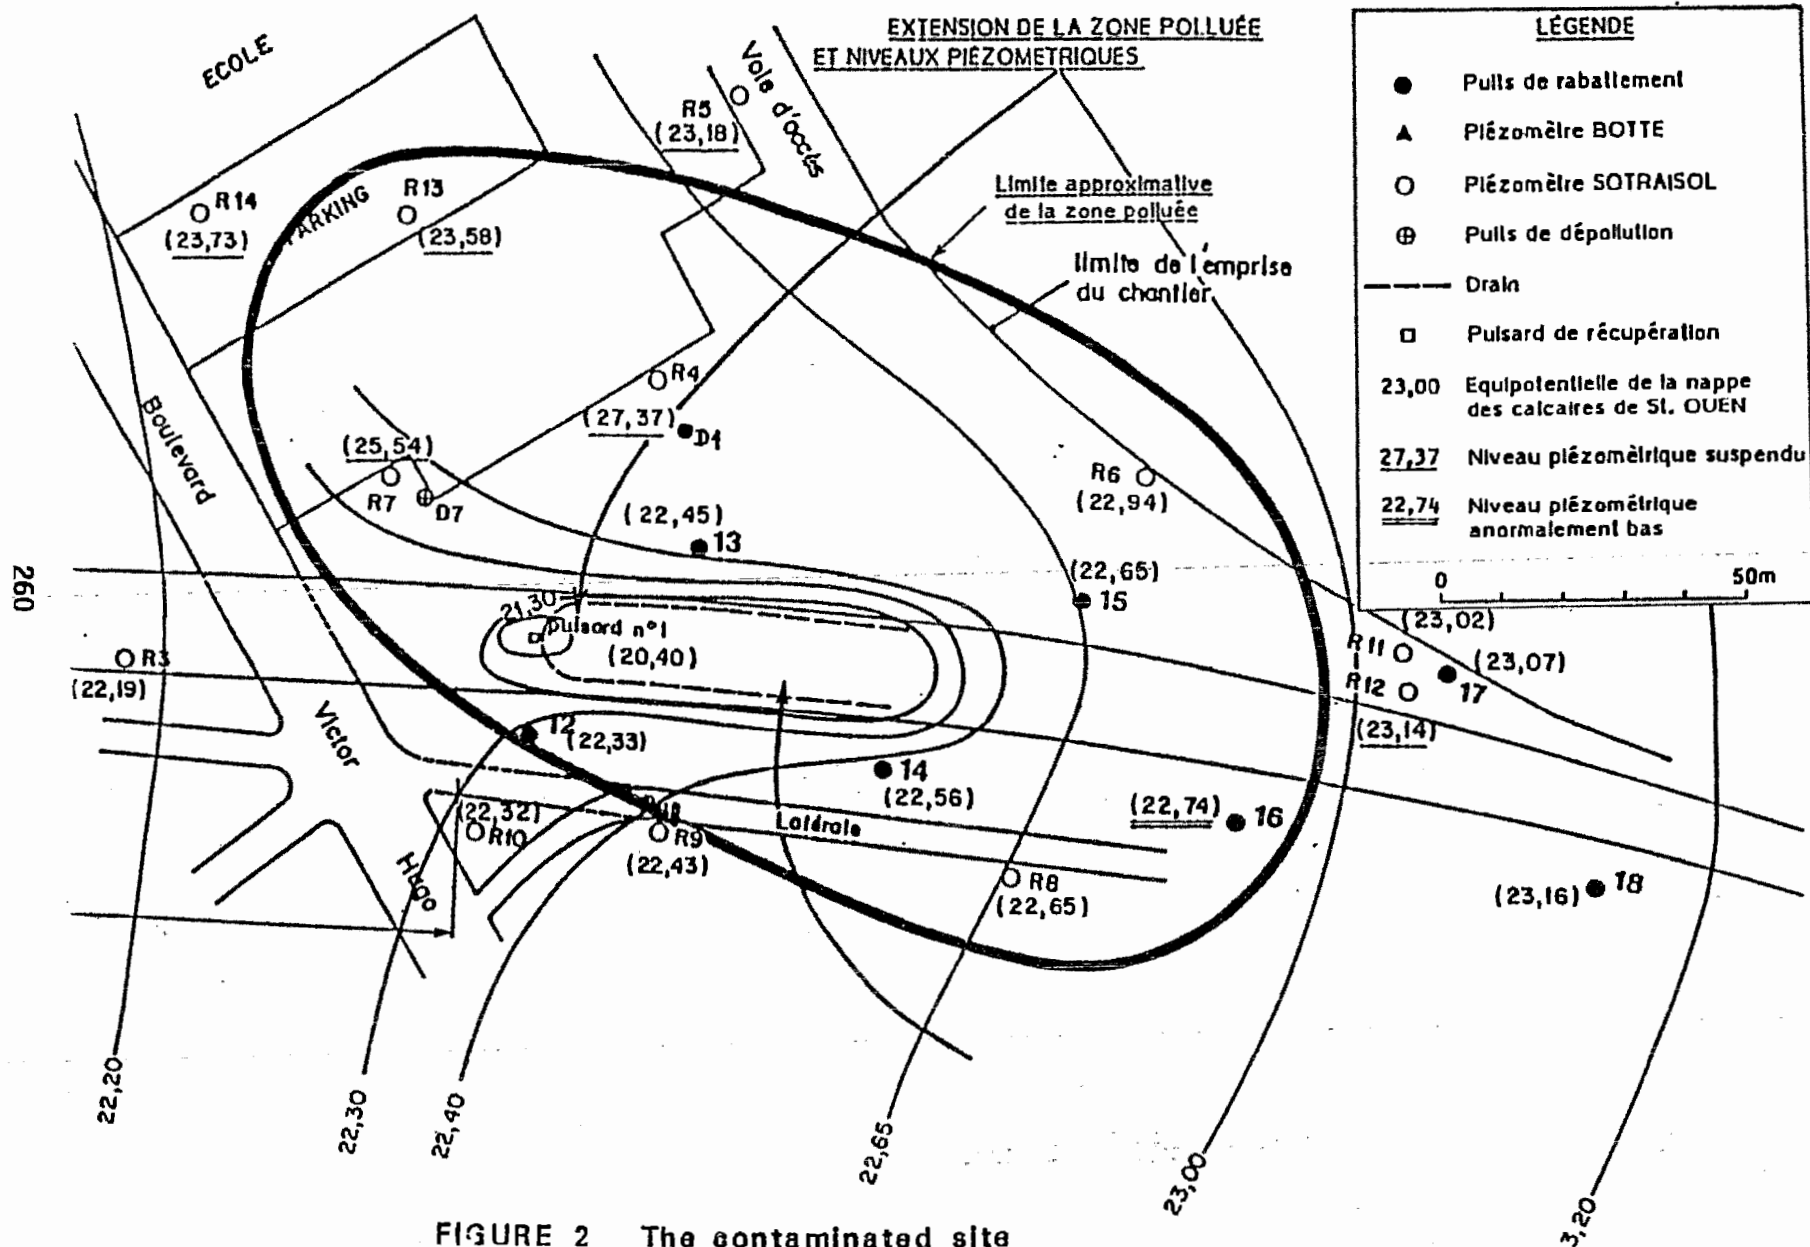 EXTENSION DE LA ZONE POLLUÉE
ET NIVEAUX PIÉZOMETRIQUES
ECOLE
Voie d'accès
R5
(23,18)
R14
(23,73)
PARKING
R13
(23,58)
Limite approximative
de la zone polluée
limite de l'emprise
du chantier
R4
(27,37)
D1
Boulevard
(25,54)
R7
D7
R6
(22,94)
(22,45)
13
(22,65)
15
21,30
puisard n°1
(20,40)
R3
(22,19)
Victor
12
(22,33)
14
(22,56)
(22,74)
16
(23,02)
R11
(23,07)
R12
17
(23,14)
(22,32)
R10
R9
(22,43)
Latérale
R8
(22,65)
(23,16)
18
Hugo
22,20
22,30
22,40
22,65
23,00
3,20
LÉGENDE
Puits de rabattement
Piézomètre BOTTE
Piézomètre SOTRAISOL
Puits de dépollution
Drain
Puisard de récupération
23,00 Equipotentielle de la nappe
des calcaires de St. OUEN
27,37 Niveau piézomètrique suspendu
22,74 Niveau piézométrique
anormalement bas
0 50m
260
FIGURE 2 The contaminated site